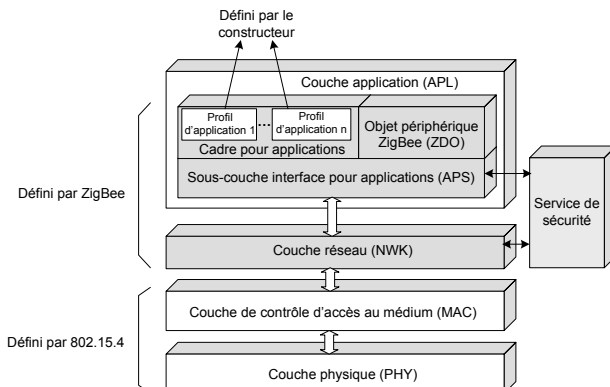 Défini par le
constructeur
Couche application (APL)
Profil
d'application 1
...
Profil
d'application n
Cadre pour applications
Objet périphérique
ZigBee (ZDO)
Sous-couche interface pour applications (APS)
Défini par ZigBee
Service de
sécurité
Couche réseau (NWK)
Couche de contrôle d'accès au médium (MAC)
Défini par 802.15.4
Couche physique (PHY)